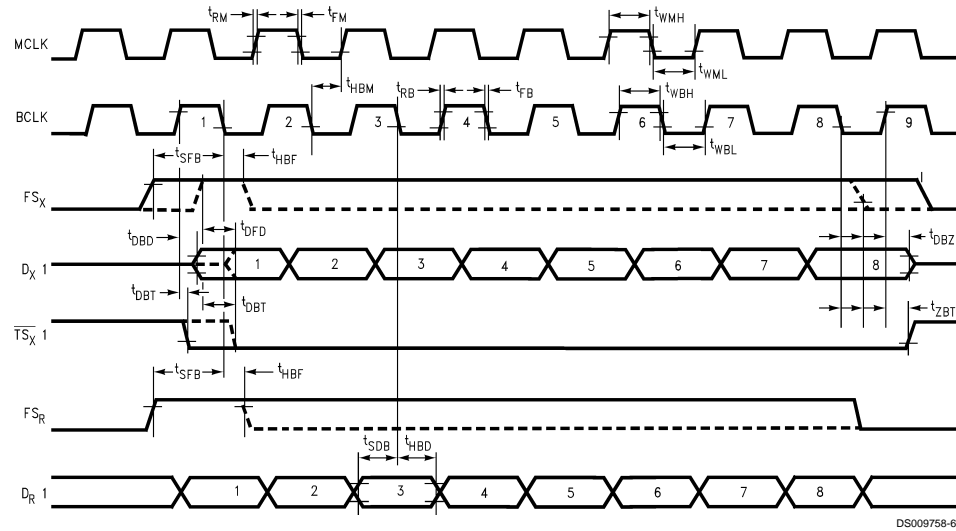 tRM tFM tWMH
MCLK
tWML
tHBM tRB tFB tWBH
BCLK 1 2 3 4 5 6 7 8 9
tWBL
tSFB tHBF
FSX
tDBD tDFD tDBZ
DX 1 1 2 3 4 5 6 7 8
tDBT tDBT tZBT
TSX 1
tSFB tHBF
FSR
tSDB tHBD
DR 1 1 2 3 4 5 6 7 8
DS009758-6